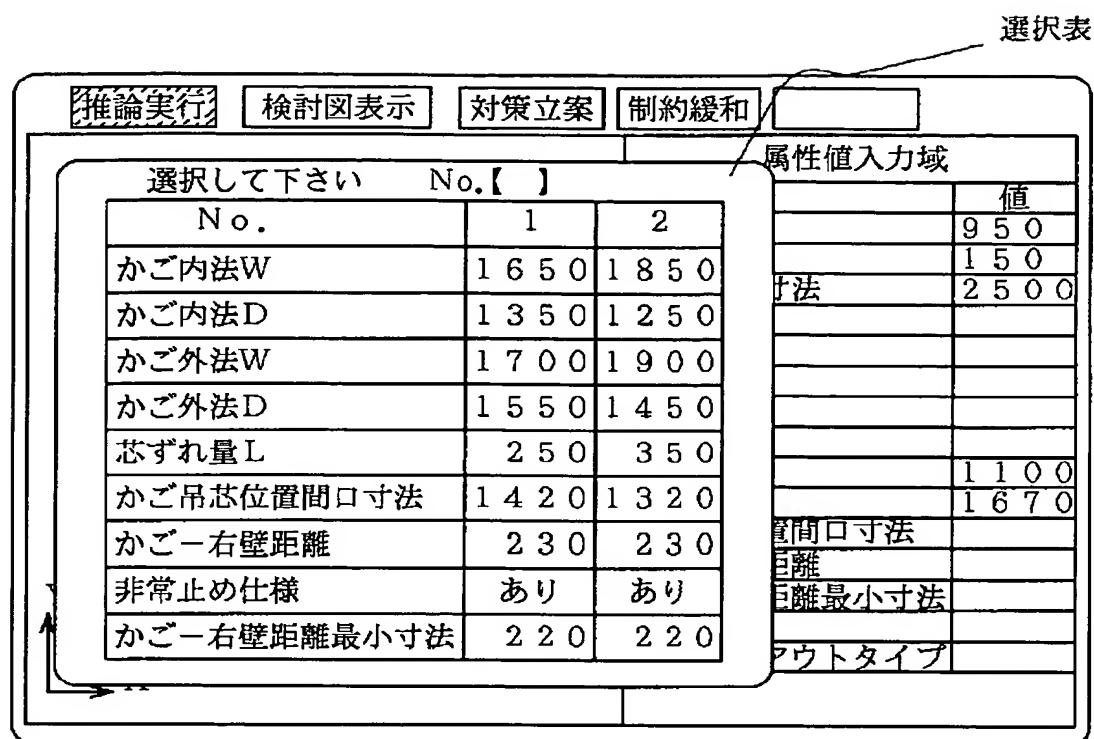 選択表
推論実行 検討図表示 対策立案 制約緩和
属性値入力域
選択して下さい No.【 】
No. 1 2
かご内法W 1650 1850
かご内法D 1350 1250
かご外法W 1700 1900
かご外法D 1550 1450
芯ずれ量L 250 350
かご吊芯位置間口寸法 1420 1320
かご－右壁距離 230 230
非常止め仕様 あり あり
かご－右壁距離最小寸法 220 220
値
950
150
寸法 2500
1100
1670
置間口寸法
距離
距離最小寸法
アウトタイプ